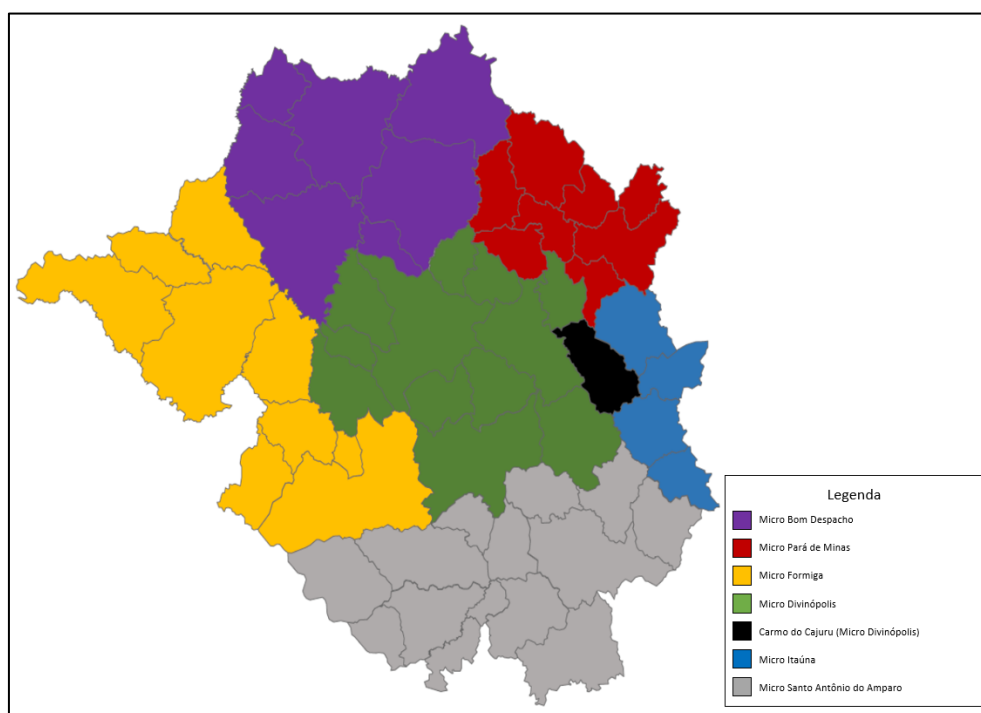 Legenda
Micro Bom Despacho
Micro Pará de Minas
Micro Formiga
Micro Divinópolis
Carmo do Cajuru (Micro Divinópolis)
Micro Itaúna
Micro Santo Antônio do Amparo